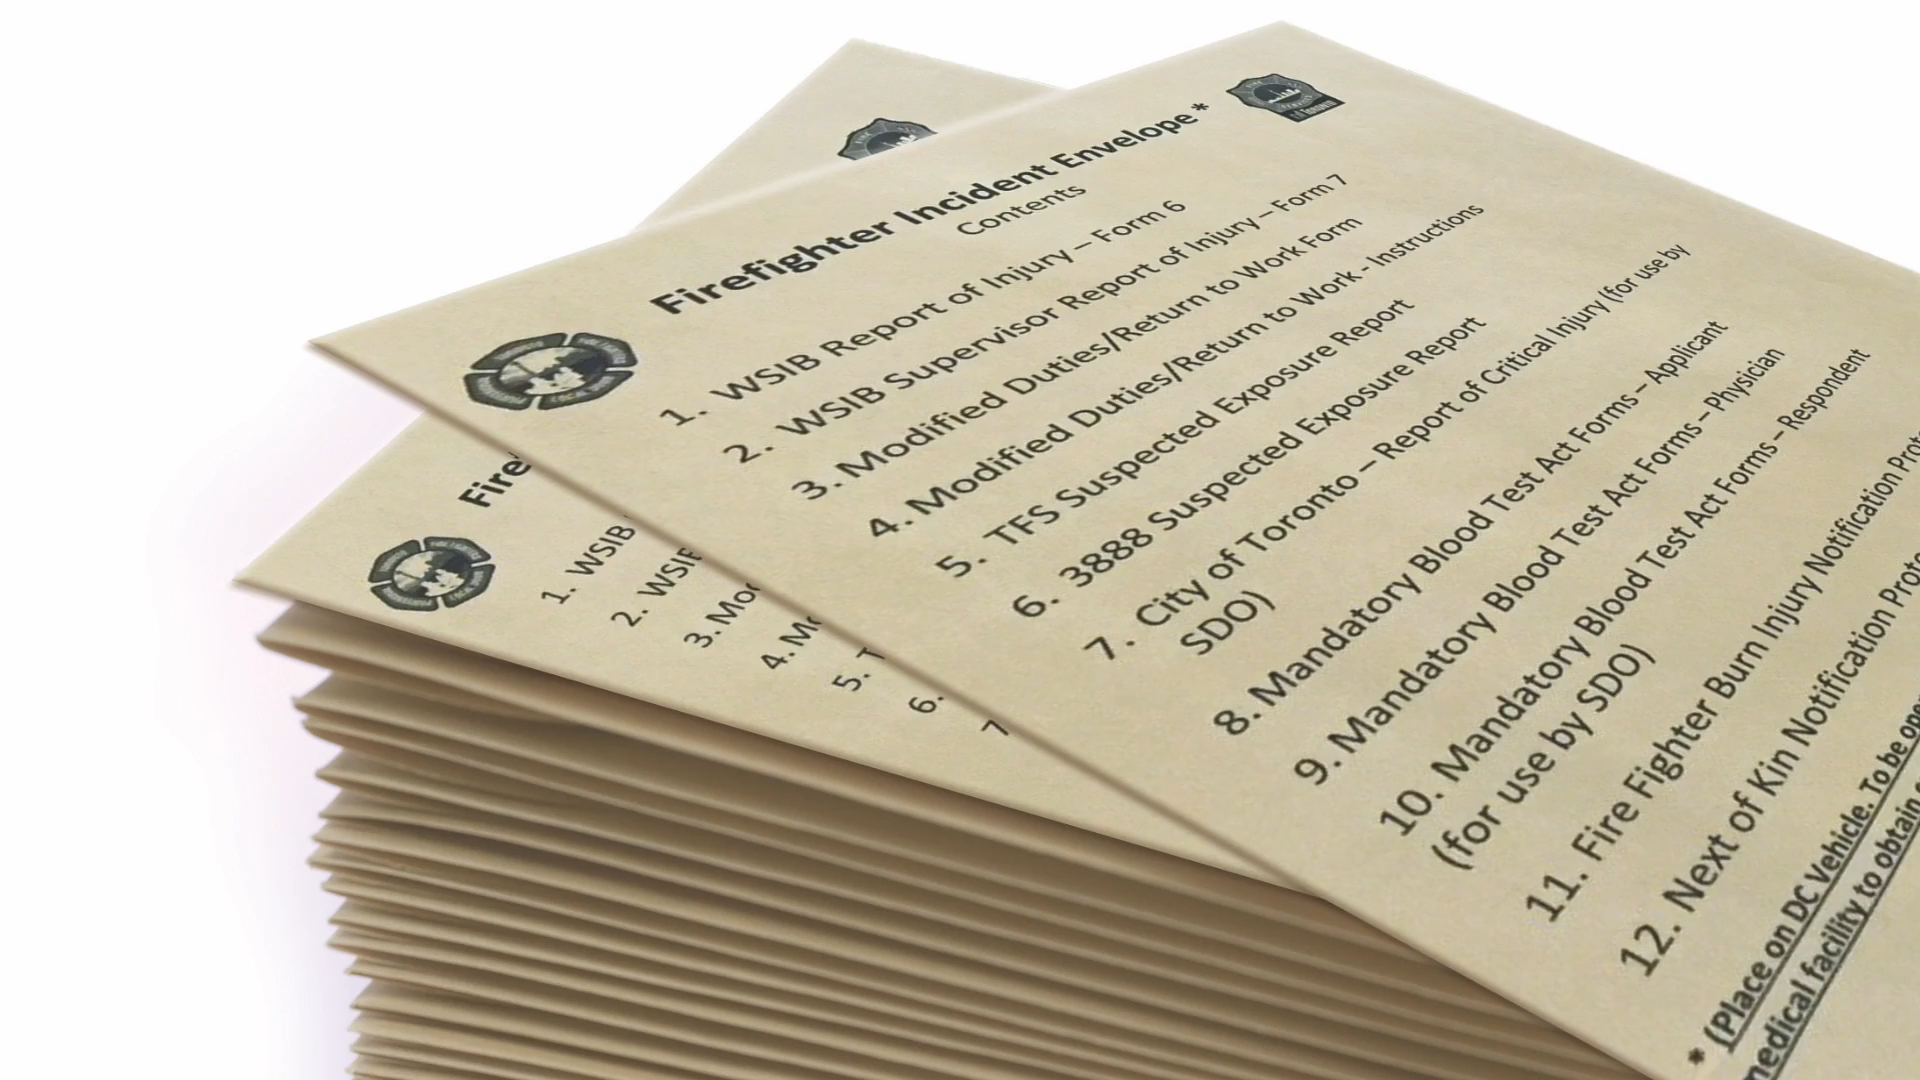 Firefighter Incident Envelope *
Contents
1. WSIB Report of Injury – Form 6
2. WSIB Supervisor Report of Injury – Form 7
3. Modified Duties/Return to Work Form
4. Modified Duties/Return to Work - Instructions
5. TFS Suspected Exposure Report
6. 3888 Suspected Exposure Report
7. City of Toronto – Report of Critical Injury (for use by
SDO)
8. Mandatory Blood Test Act Forms – Applicant
9. Mandatory Blood Test Act Forms – Physician
10. Mandatory Blood Test Act Forms – Respondent
(for use by SDO)
11. Fire Fighter Burn Injury Notification
12. Next of Kin Notification
* (Place on DC Vehicle. To be
medical facility to obtain
1. WSIB
2. WSIB
3.
4.
5.
6.
7